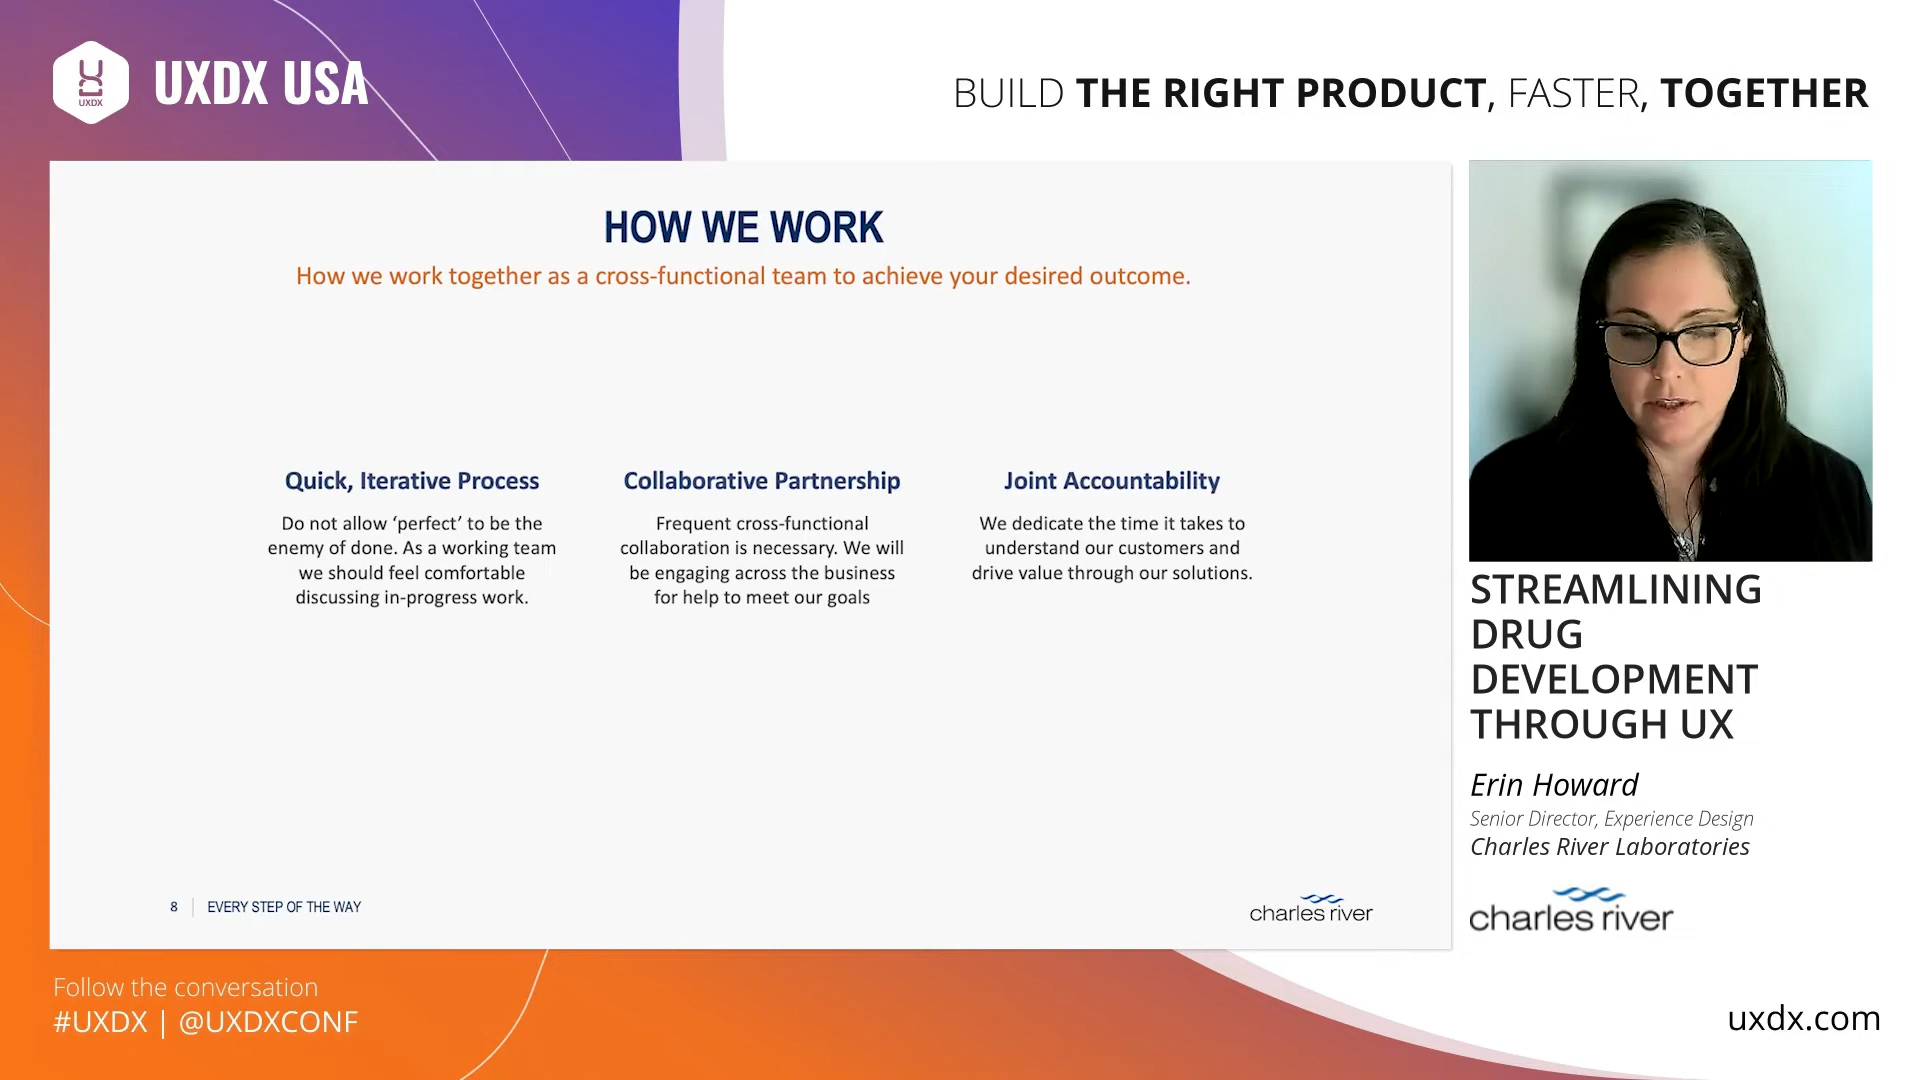 UXDX
UXDX USA
BUILD THE RIGHT PRODUCT, FASTER, TOGETHER
HOW WE WORK
How we work together as a cross-functional team to achieve your desired outcome.
Quick, Iterative Process
Do not allow ‘perfect’ to be the
enemy of done. As a working team
we should feel comfortable
discussing in-progress work.
Collaborative Partnership
Frequent cross-functional
collaboration is necessary. We will
be engaging across the business
for help to meet our goals
Joint Accountability
We dedicate the time it takes to
understand our customers and
drive value through our solutions.
8 | EVERY STEP OF THE WAY
charles river
STREAMLINING
DRUG
DEVELOPMENT
THROUGH UX
Erin Howard
Senior Director, Experience Design
Charles River Laboratories
charles river
Follow the conversation
#UXDX | @UXDXCONF
uxdx.com